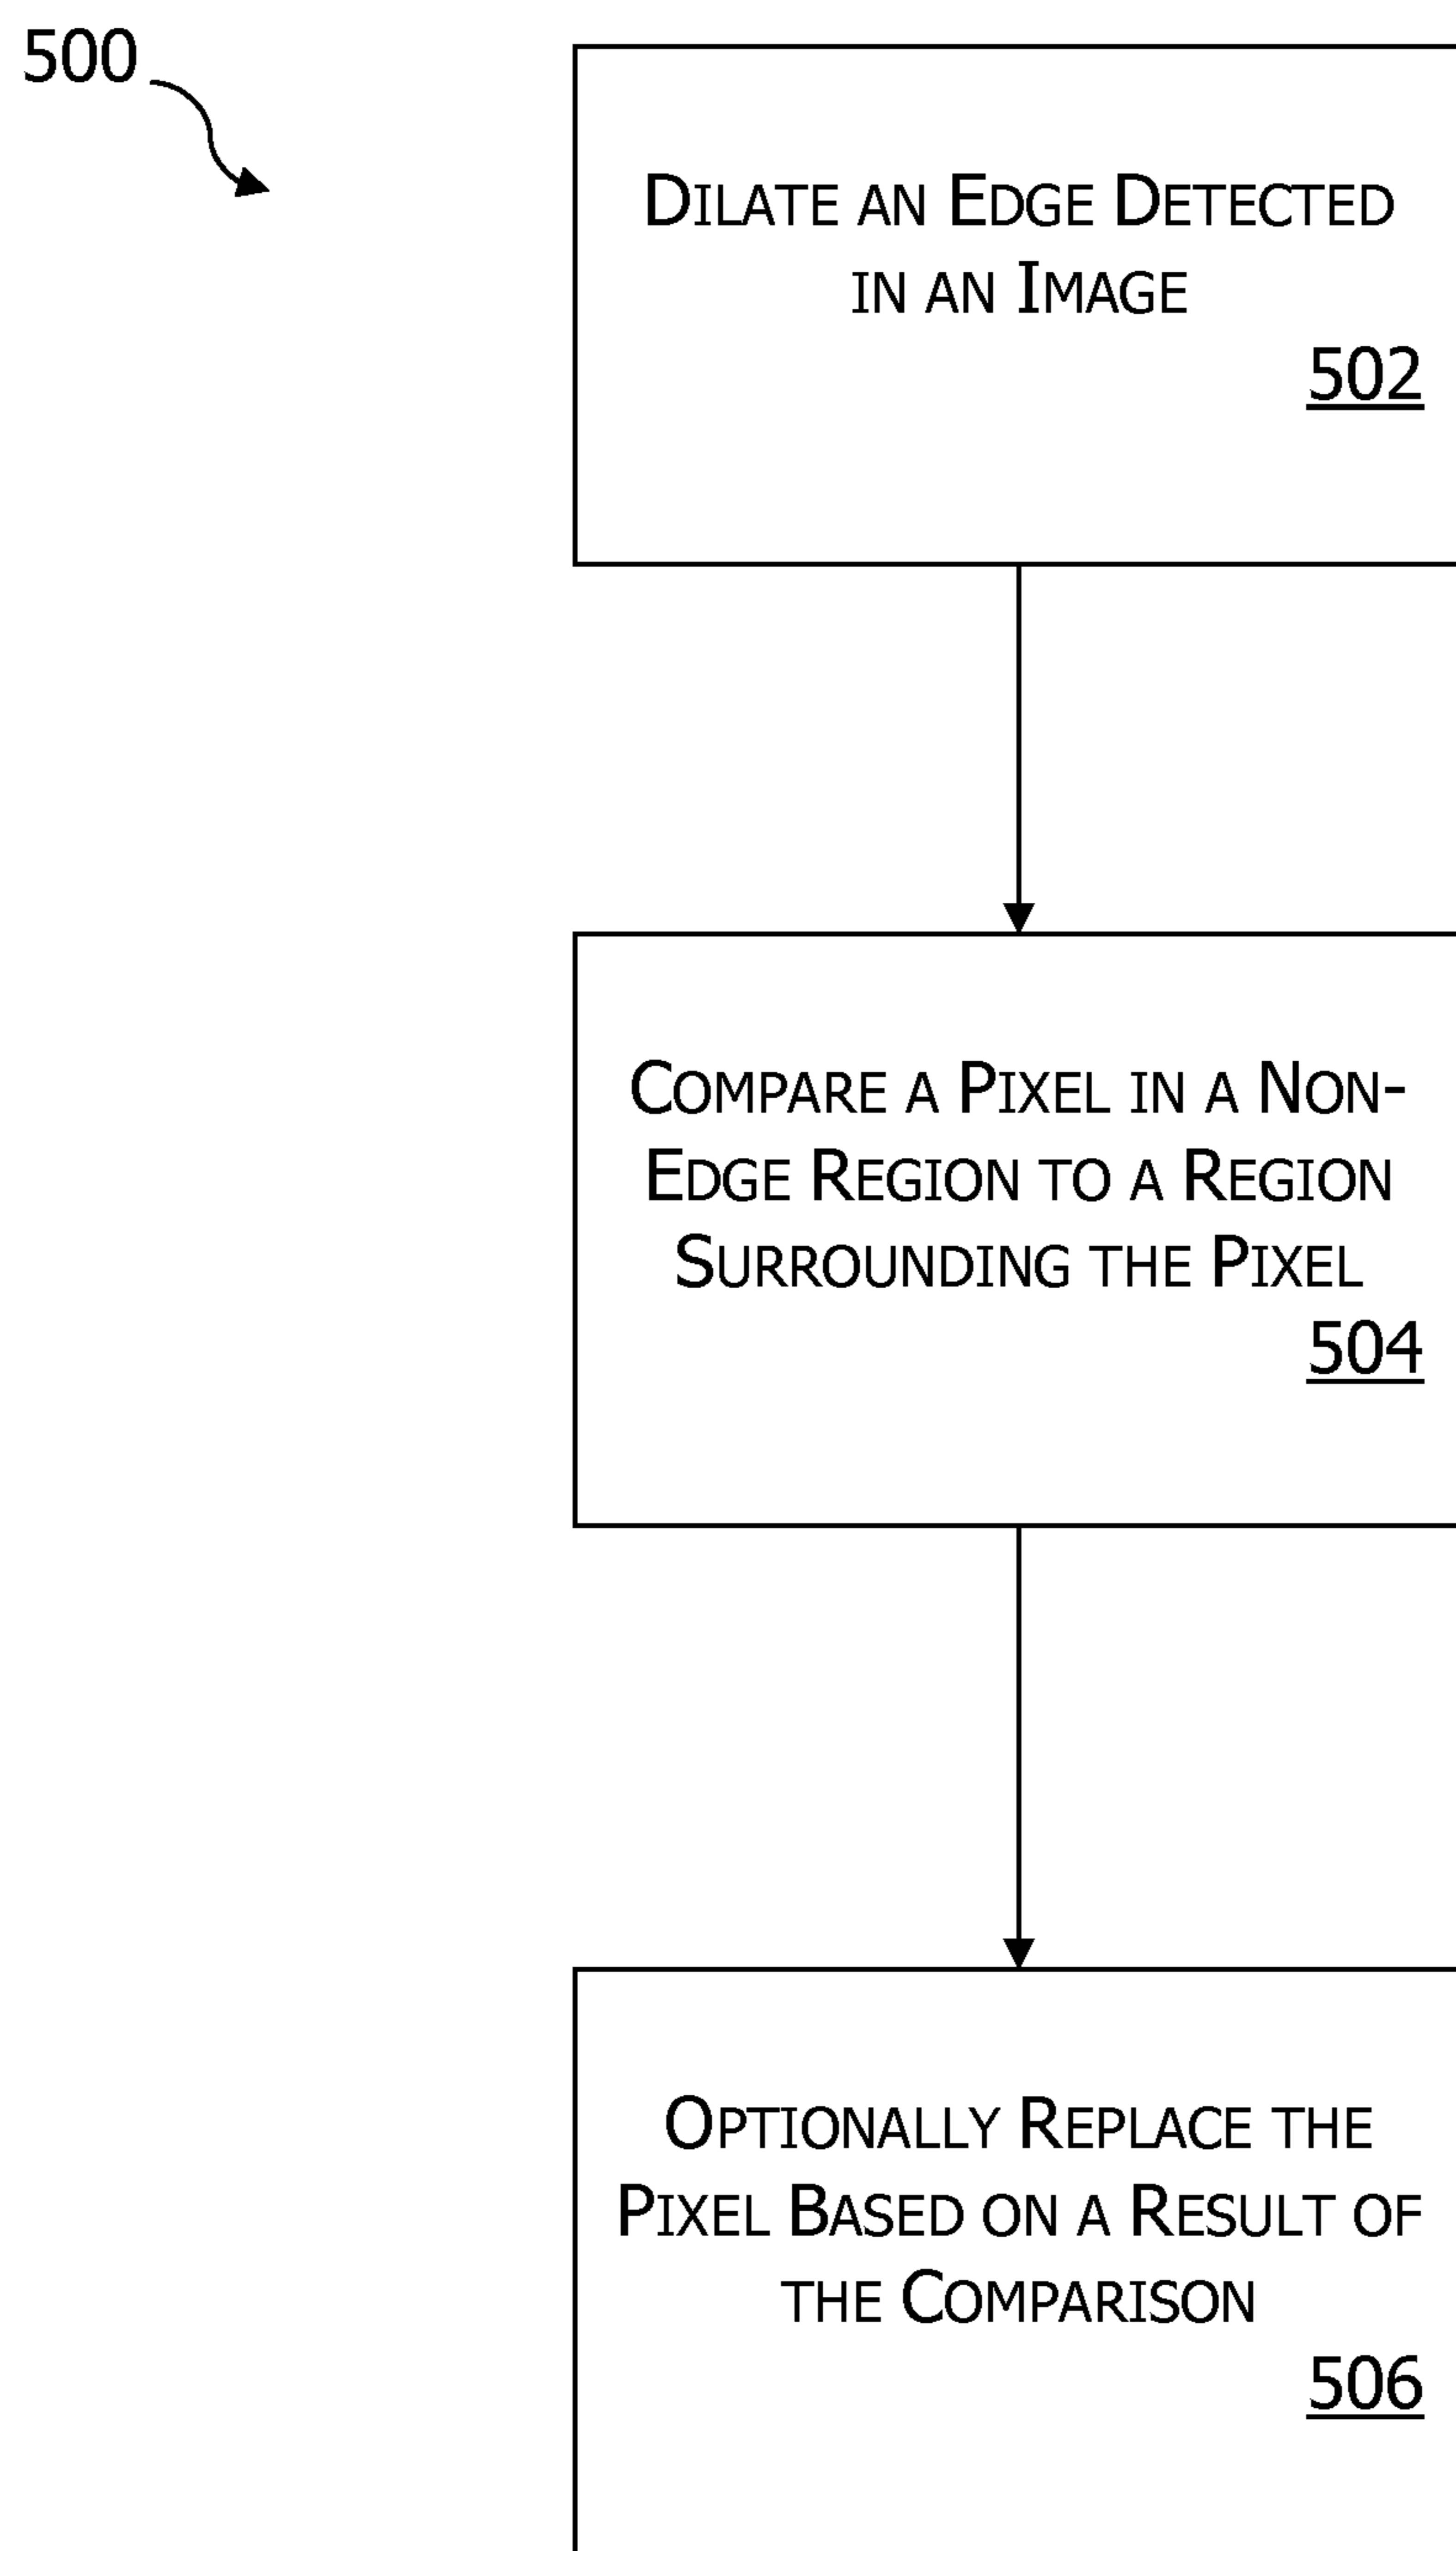 500
Dilate an Edge Detected
in an Image
502
Compare a Pixel in a Non-
Edge Region to a Region
Surrounding the Pixel
504
Optionally Replace the
Pixel Based on a Result of
the Comparison
506